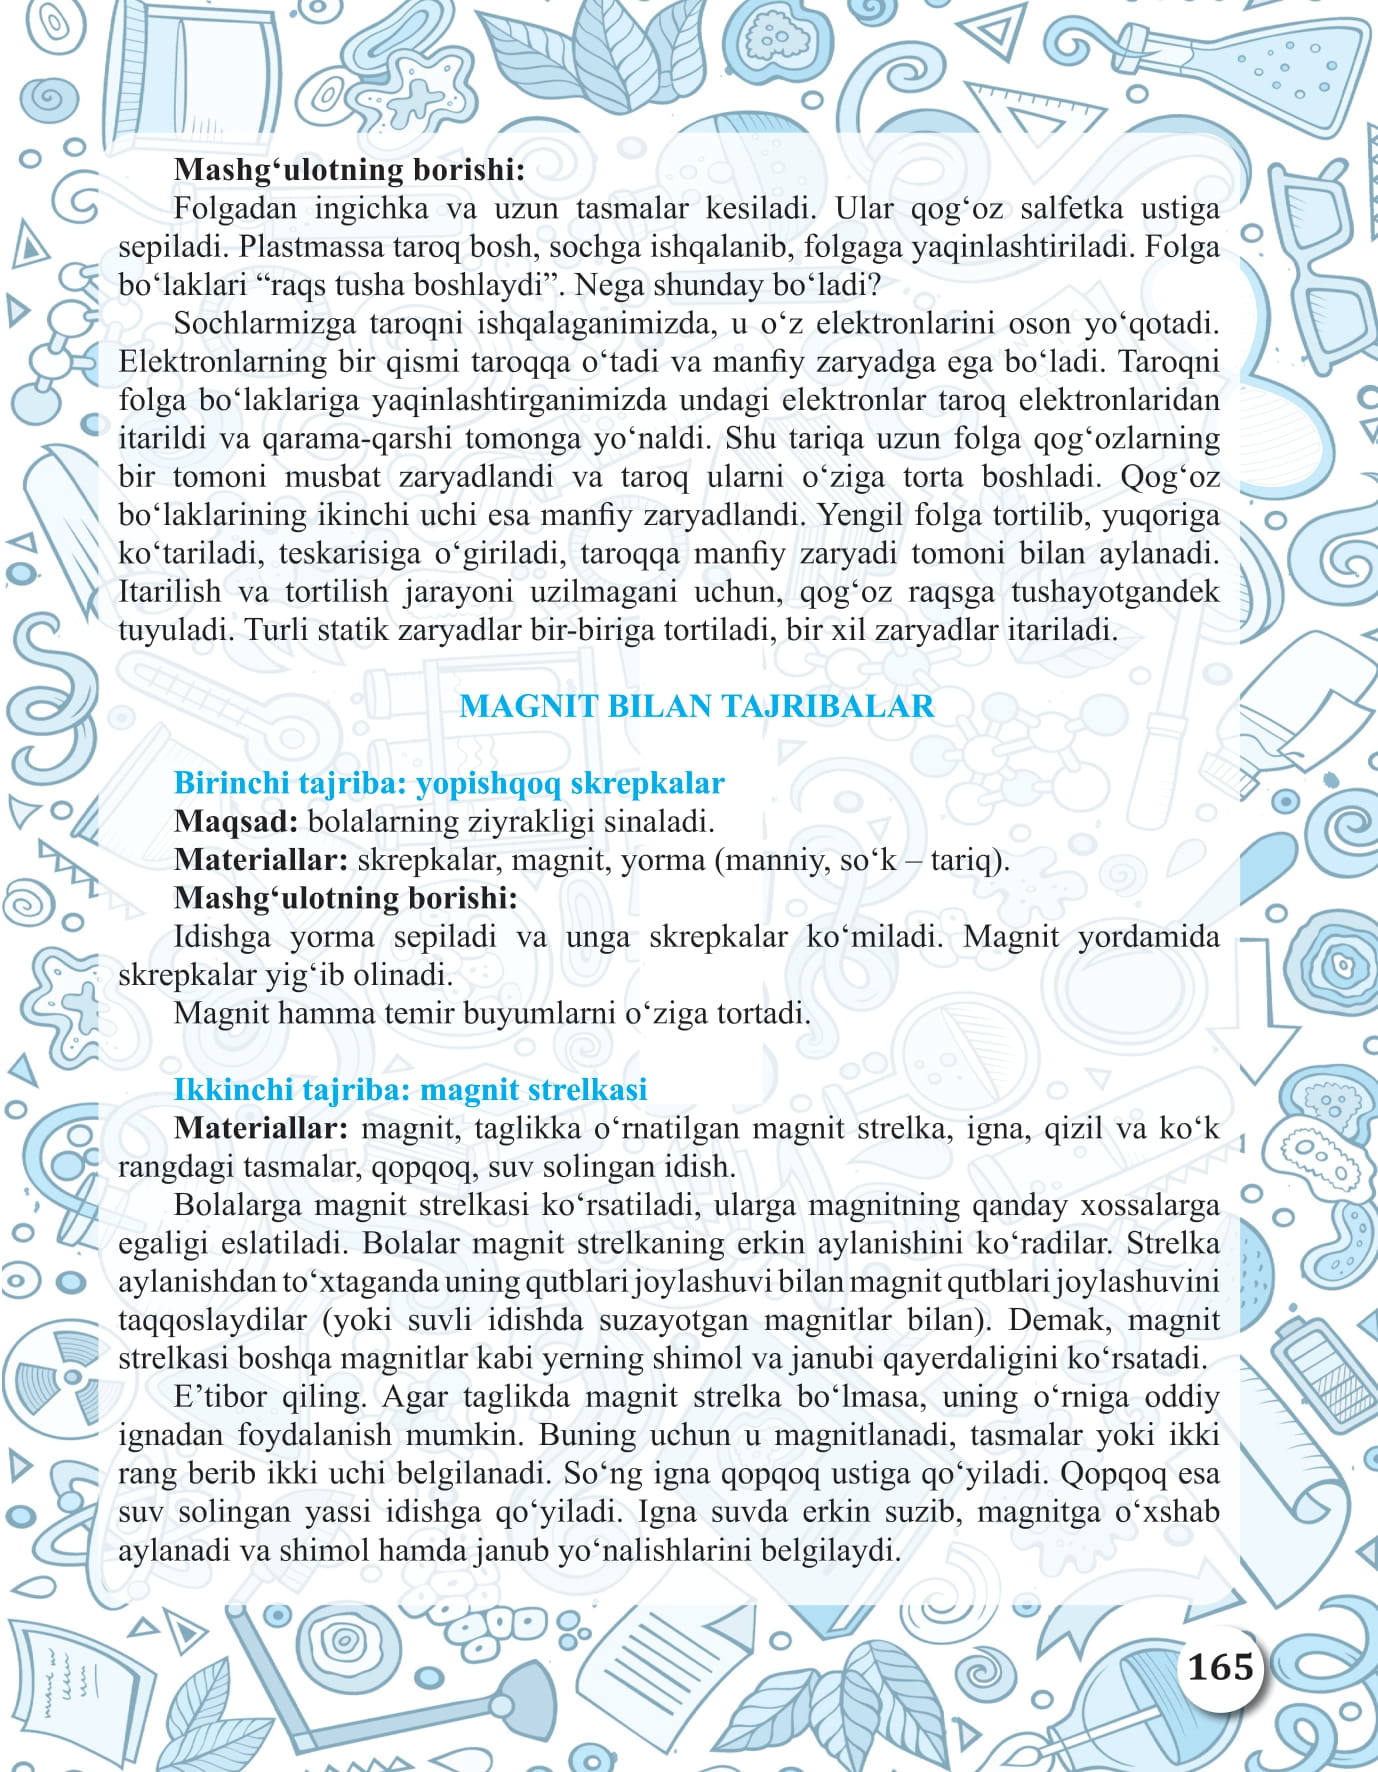 Mashg‘ulotning borishi:
Folgadan ingichka va uzun tasmalar kesiladi. Ular qog‘oz salfetka ustiga
sepiladi. Plastmassa taroq bosh, sochga ishqalanib, folgaga yaqinlashtiriladi. Folga
bo‘laklari “raqs tusha boshlaydi”. Nega shunday bo‘ladi?
Sochlarmizga taroqni ishqalaganimizda, u o‘z elektronlarini oson yo‘qotadi.
Elektronlarning bir qismi taroqqa o‘tadi va manfiy zaryadga ega bo‘ladi. Taroqni
folga bo‘laklariga yaqinlashtirganimizda undagi elektronlar taroq elektronlaridan
itarildi va qarama-qarshi tomonga yo‘naldi. Shu tariqa uzun folga qog‘ozlarning
bir tomoni musbat zaryadlandi va taroq ularni o‘ziga torta boshladi. Qog‘oz
bo‘laklarining ikinchi uchi esa manfiy zaryadlandi. Yengil folga tortilib, yuqoriga
ko‘tariladi, teskarisiga o‘giriladi, taroqqa manfiy zaryadi tomoni bilan aylanadi.
Itarilish va tortilish jarayoni uzilmagani uchun, qog‘oz raqsga tushayotgandek
tuyuladi. Turli statik zaryadlar bir-biriga tortiladi, bir xil zaryadlar itariladi.
MAGNIT BILAN TAJRIBALAR
Birinchi tajriba: yopishqoq skrepkalar
Maqsad: bolalarning ziyrakligi sinaladi.
Materiallar: skrepkalar, magnit, yorma (manniy, so‘k – tariq).
Mashg‘ulotning borishi:
Idishga yorma sepiladi va unga skrepkalar ko‘miladi. Magnit yordamida
skrepkalar yig‘ib olinadi.
Magnit hamma temir buyumlarni o‘ziga tortadi.
Ikkinchi tajriba: magnit strelkasi
Materiallar: magnit, taglikka o‘rnatilgan magnit strelka, igna, qizil va ko‘k
rangdagi tasmalar, qopqoq, suv solingan idish.
Bolalarga magnit strelkasi ko‘rsatiladi, ularga magnitning qanday xossalarga
egaligi eslatiladi. Bolalar magnit strelkaning erkin aylanishini ko‘radilar. Strelka
aylanishdan to‘xtaganda uning qutblari joylashuvi bilan magnit qutblari joylashuvini
taqqoslaydilar (yoki suvli idishda suzayotgan magnitlar bilan). Demak, magnit
strelkasi boshqa magnitlar kabi yerning shimol va janubi qayerdaligini ko‘rsatadi.
E’tibor qiling. Agar taglikda magnit strelka bo‘lmasa, uning o‘rniga oddiy
ignadan foydalanish mumkin. Buning uchun u magnitlanadi, tasmalar yoki ikki
rang berib ikki uchi belgilanadi. So‘ng igna qopqoq ustiga qo‘yiladi. Qopqoq esa
suv solingan yassi idishga qo‘yiladi. Igna suvda erkin suzib, magnitga o‘xshab
aylanadi va shimol hamda janub yo‘nalishlarini belgilaydi.
165